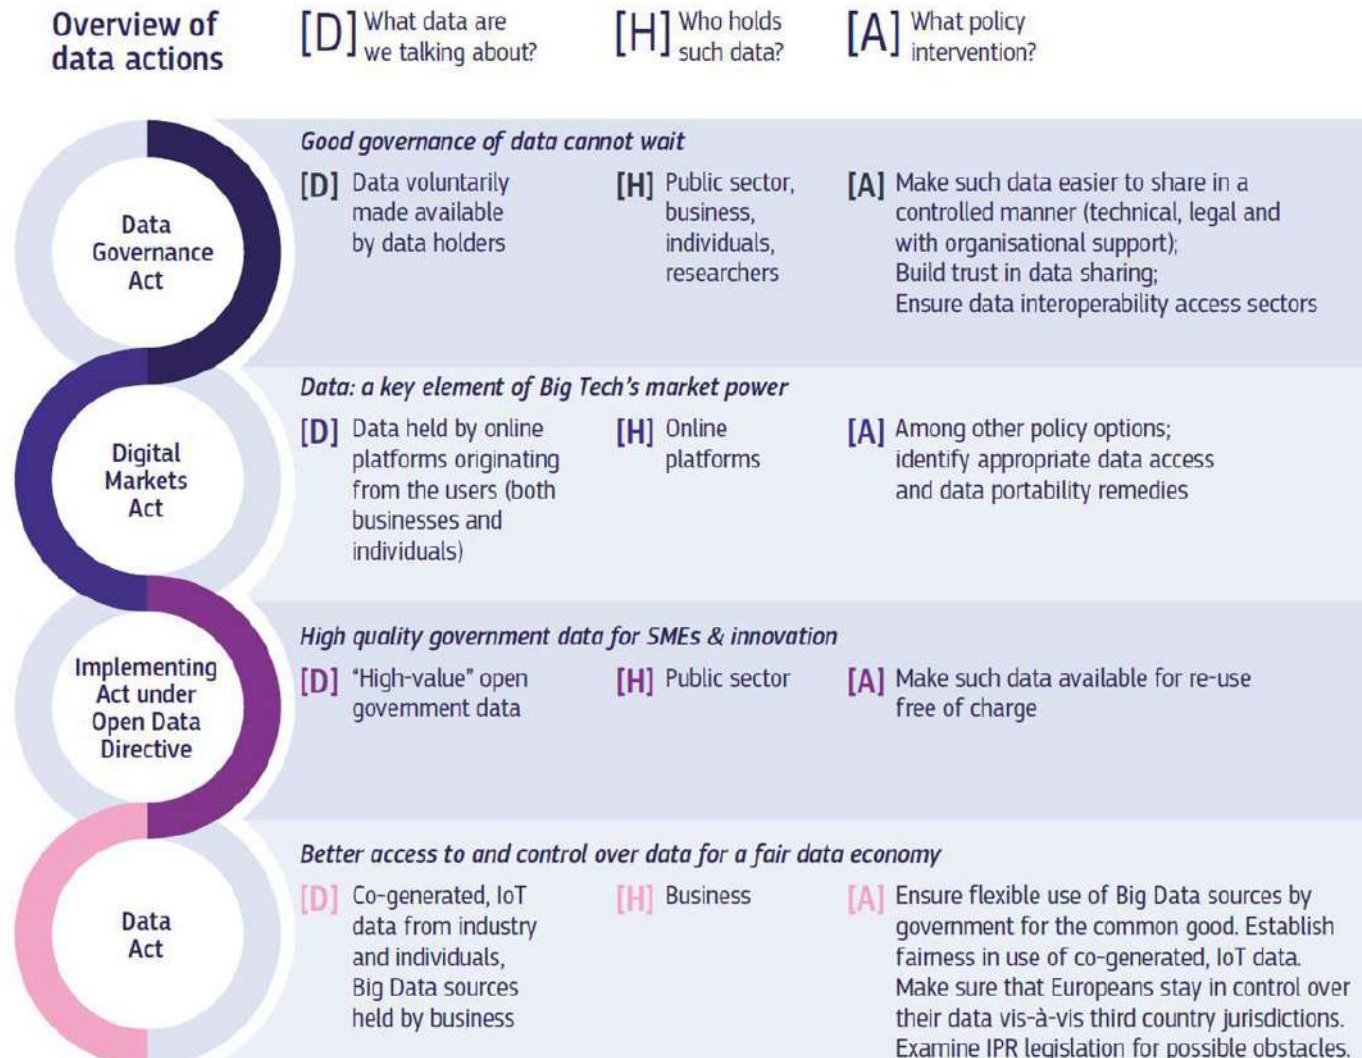 Overview of
data actions
[D] What data are
we talking about?
[H] Who holds
such data?
[A] What policy
intervention?
Data
Governance
Act
Good governance of data cannot wait
[D] Data voluntarily
made available
by data holders
[H] Public sector,
business,
individuals,
researchers
[A] Make such data easier to share in a
controlled manner (technical, legal and
with organisational support);
Build trust in data sharing;
Ensure data interoperability access sectors
Digital
Markets
Act
Data: a key element of Big Tech's market power
[D] Data held by online
platforms originating
from the users (both
businesses and
individuals)
[H] Online
platforms
[A] Among other policy options;
identify appropriate data access
and data portability remedies
Implementing
Act under
Open Data
Directive
High quality government data for SMEs & innovation
[D] "High-value" open
government data
[H] Public sector
[A] Make such data available for re-use
free of charge
Data
Act
Better access to and control over data for a fair data economy
[D] Co-generated, IoT
data from industry
and individuals,
Big Data sources
held by business
[H] Business
[A] Ensure flexible use of Big Data sources by
government for the common good. Establish
fairness in use of co-generated, IoT data.
Make sure that Europeans stay in control over
their data vis-à-vis third country jurisdictions.
Examine IPR legislation for possible obstacles.